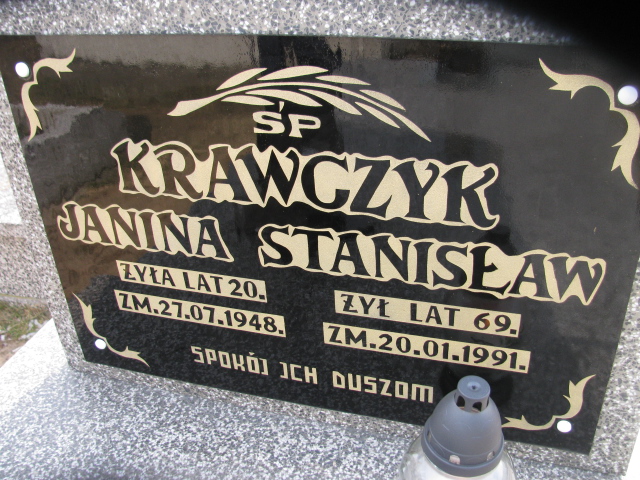 ŚP
KRAWCZYK
JANINA STANISŁAW
ŻYŁA LAT 20.
ZM.27.07.1948.
ŻYŁ LAT 69.
ZM.20.01.1991.
SPOKÓJ ICH DUSZOM